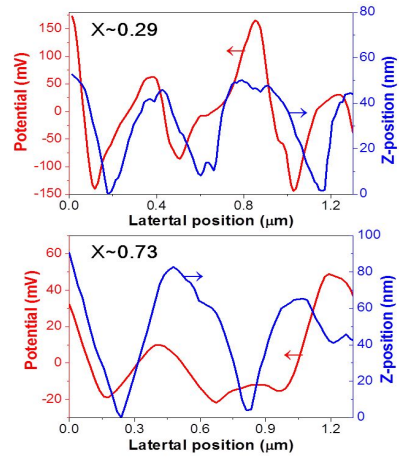 X~0.29
Potential (mV)
150
100
50
0
-50
-100
-150
80
60
40
20
0
Z-position (nm)
0.0 0.4 0.8 1.2
Latertal position (μm)
X~0.73
Potential (mV)
60
40
20
0
-20
100
80
60
40
20
0
Z-position (nm)
0.0 0.3 0.6 0.9 1.2
Latertal position (μm)